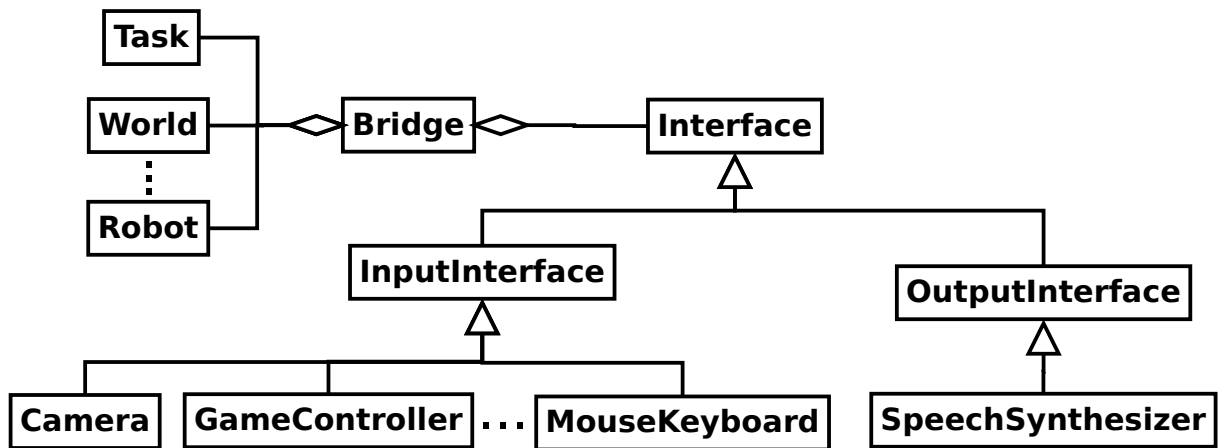 Task
World
Bridge
Interface
Robot
InputInterface
OutputInterface
Camera
GameController
MouseKeyboard
SpeechSynthesizer